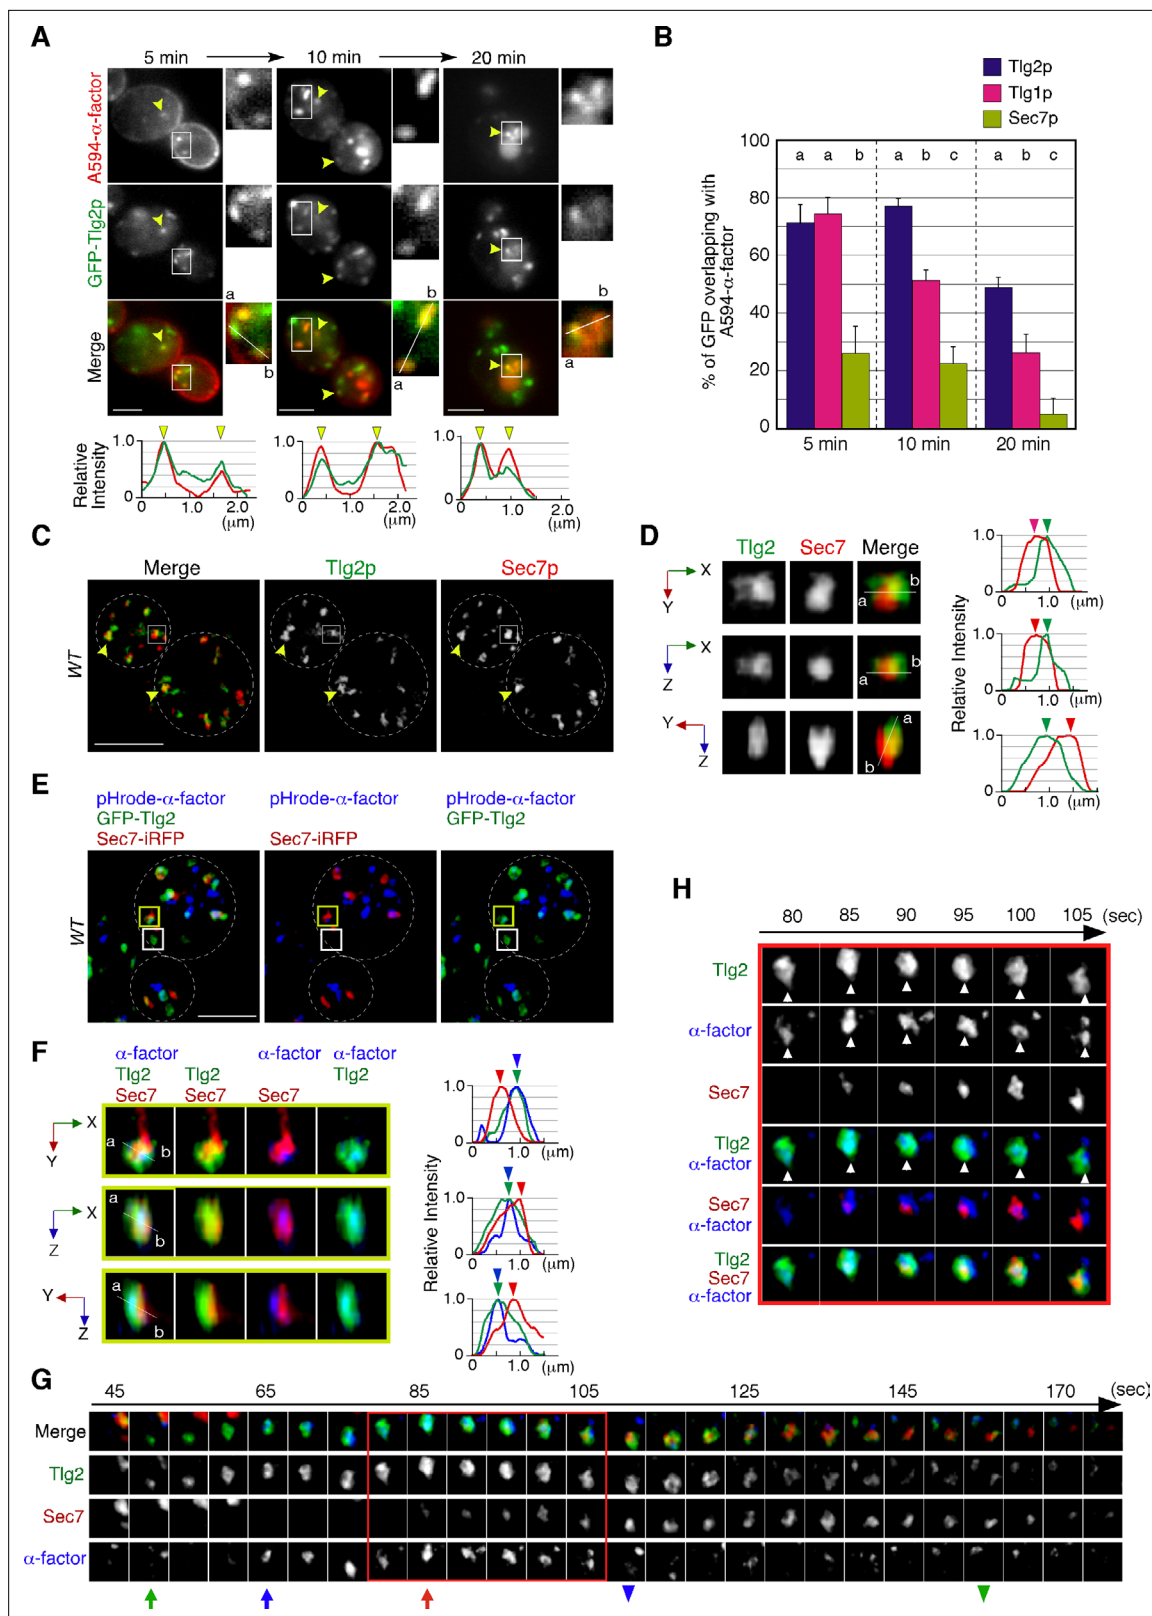 A
5 min
10 min
20 min
A594-α-factor
GFP-Tlg2p
Merge
a
b
b
a
b
a
Relative
Intensity
1.0
0
0
1.0
2.0
(μm)
1.0
0
0
1.0
2.0
(μm)
1.0
0
0
1.0
2.0
(μm)
B
Tlg2p
Tlg1p
Sec7p
% of GFP overlapping with
A594-α-factor
100
80
60
40
20
0
a a b a b c a b c
5 min 10 min 20 min
C
Merge Tlg2p Sec7p
WT
D
Tlg2 Sec7 Merge
X
Y
a
b
X
Z
a
b
Y
Z
a
b
Relative Intensity
1.0
0
0
1.0
(μm)
1.0
0
0
1.0
(μm)
1.0
0
0
1.0
(μm)
E
pHrode-α-factor pHrode-α-factor pHrode-α-factor
GFP-Tlg2 GFP-Tlg2
Sec7-iRFP Sec7-iRFP
WT
F
α-factor α-factor α-factor
Tlg2 Tlg2 Tlg2
Sec7 Sec7 Sec7
X
Y
a
b
X
Z
a
b
Y
Z
a
b
Relative Intensity
1.0
0
0
1.0
(μm)
1.0
0
0
1.0
(μm)
1.0
0
0
1.0
(μm)
H
80 85 90 95 100 105 (sec)
Tlg2
α-factor
Sec7
Tlg2
α-factor
Sec7
α-factor
Tlg2
Sec7
α-factor
G
45 65 85 105 125 145 170 (sec)
Merge
Tlg2
Sec7
α-factor